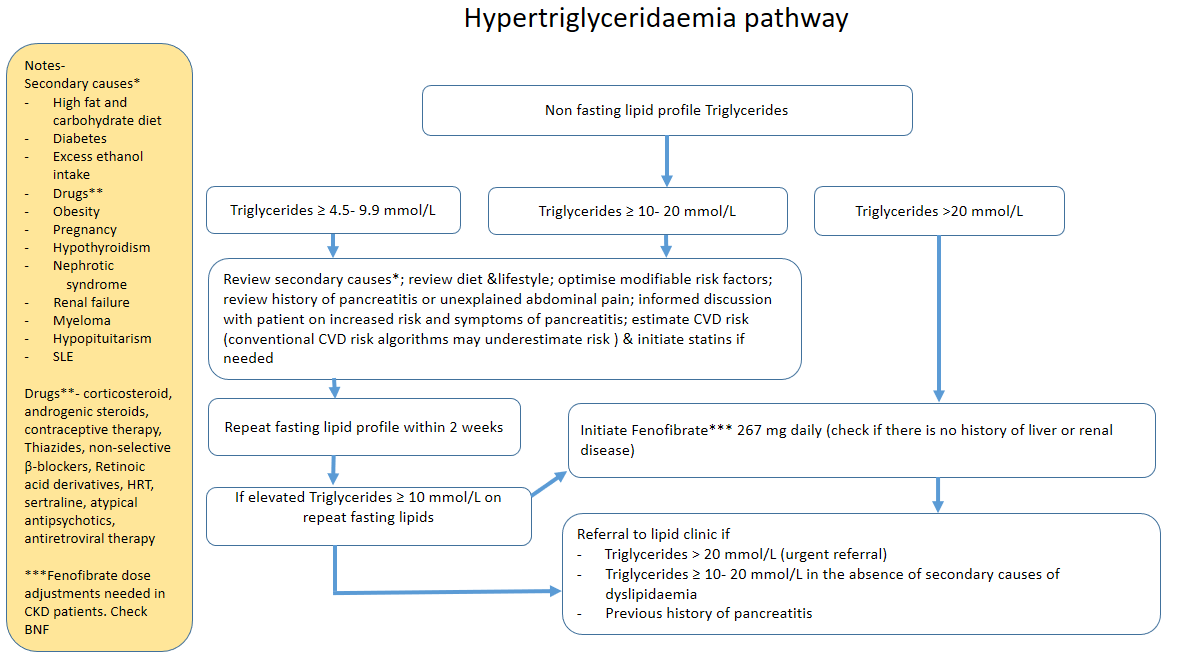 Hypertriglyceridaemia pathway
Notes-
Secondary causes*
- High fat and
carbohydrate diet
- Diabetes
- Excess ethanol
intake
- Drugs**
- Obesity
- Pregnancy
- Hypothyroidism
- Nephrotic
syndrome
- Renal failure
- Myeloma
- Hypopituitarism
- SLE
Drugs**- corticosteroid,
androgenic steroids,
contraceptive therapy,
Thiazides, non-selective
β-blockers, Retinoic
acid derivatives, HRT,
sertraline, atypical
antipsychotics,
antiretroviral therapy
***Fenofibrate dose
adjustments needed in
CKD patients. Check
BNF
Non fasting lipid profile Triglycerides
Triglycerides ≥ 4.5- 9.9 mmol/L
Triglycerides ≥ 10- 20 mmol/L
Triglycerides >20 mmol/L
Review secondary causes*; review diet &lifestyle; optimise modifiable risk factors;
review history of pancreatitis or unexplained abdominal pain; informed discussion
with patient on increased risk and symptoms of pancreatitis; estimate CVD risk
(conventional CVD risk algorithms may underestimate risk ) & initiate statins if
needed
Repeat fasting lipid profile within 2 weeks
If elevated Triglycerides ≥ 10 mmol/L on
repeat fasting lipids
Initiate Fenofibrate*** 267 mg daily (check if there is no history of liver or renal
disease)
Referral to lipid clinic if
- Triglycerides > 20 mmol/L (urgent referral)
- Triglycerides ≥ 10- 20 mmol/L in the absence of secondary causes of
dyslipidaemia
- Previous history of pancreatitis